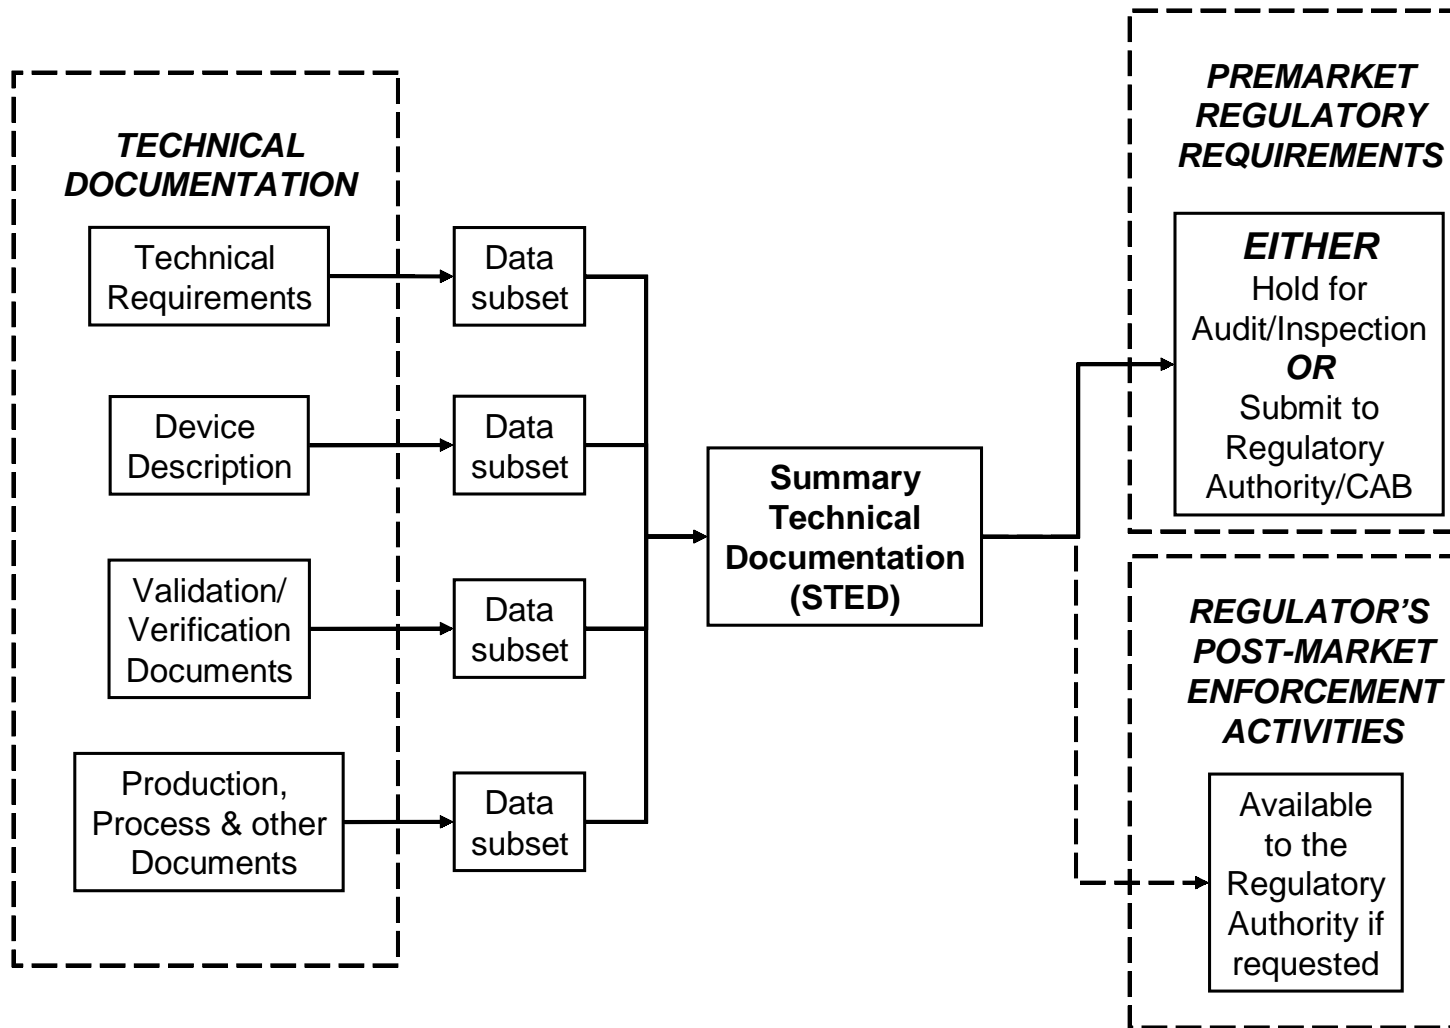 TECHNICAL
DOCUMENTATION
Technical
Requirements
Data
subset
Device
Description
Data
subset
Validation/
Verification
Documents
Data
subset
Production,
Process & other
Documents
Data
subset
Summary
Technical
Documentation
(STED)
PREMARKET
REGULATORY
REQUIREMENTS
EITHER
Hold for
Audit/Inspection
OR
Submit to
Regulatory
Authority/CAB
REGULATOR’S
POST-MARKET
ENFORCEMENT
ACTIVITIES
Available
to the
Regulatory
Authority if
requested